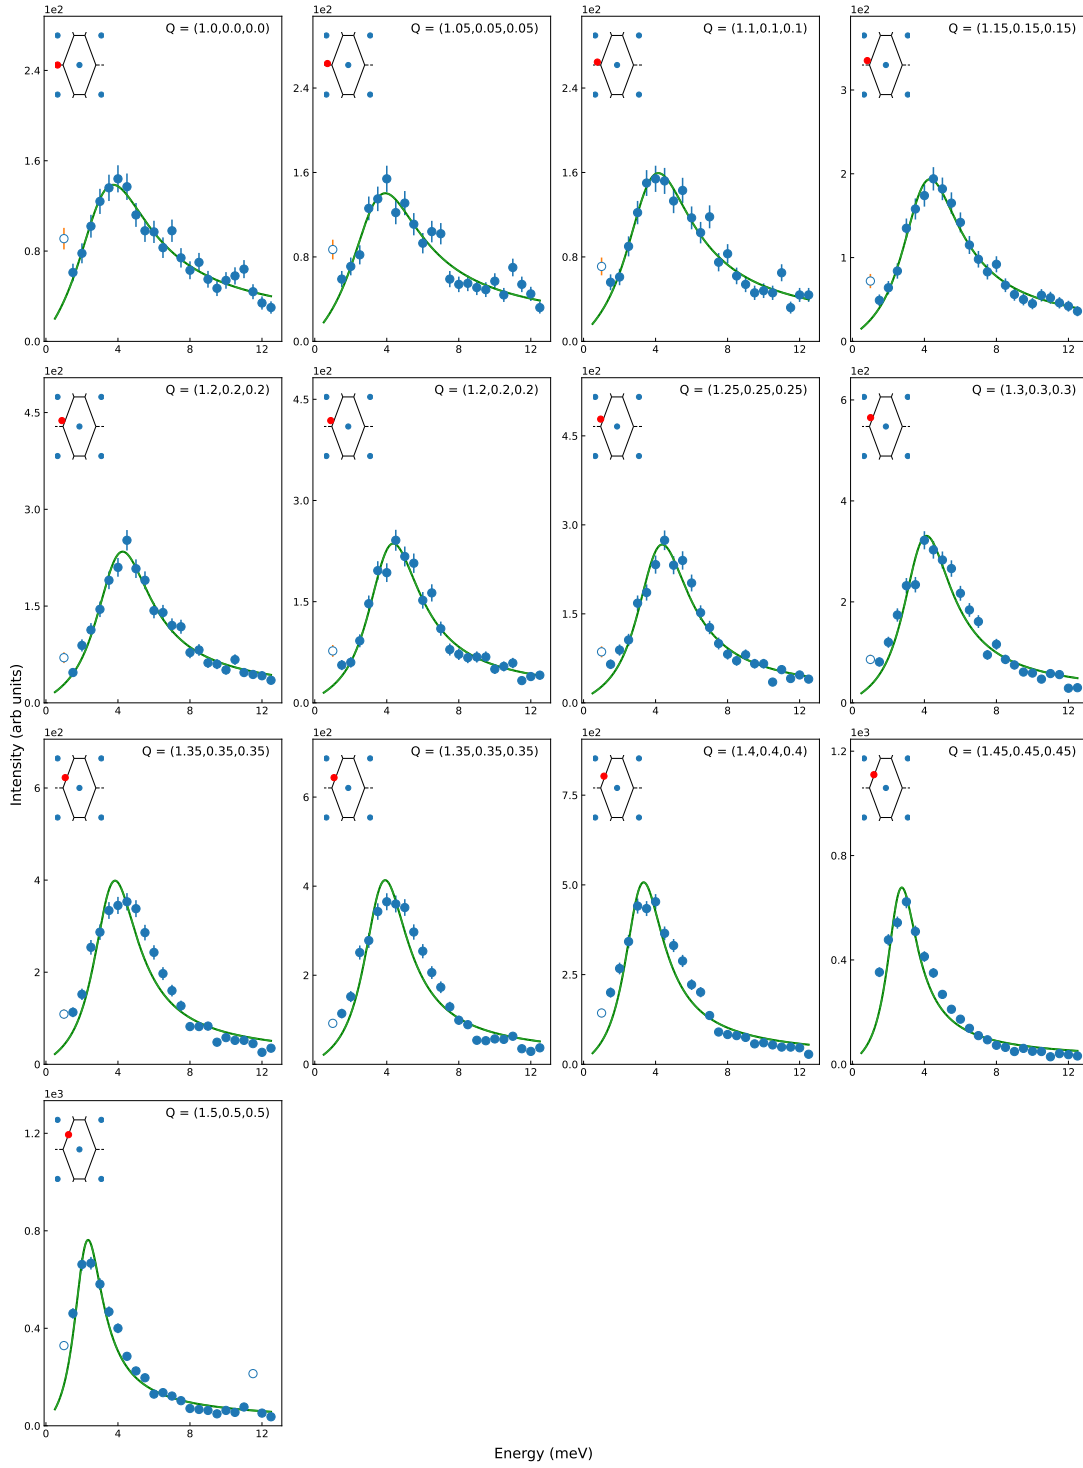 1e2 1e2 1e2 1e2
Q = (1.0,0.0,0.0) Q = (1.05,0.05,0.05) Q = (1.1,0.1,0.1) Q = (1.15,0.15,0.15)
2.4 2.4 2.4 3
1.6 1.6 1.6 2
0.8 0.8 0.8 1
0.0 0.0 0.0 0
0 4 8 12 0 4 8 12 0 4 8 12 0 4 8 12
1e2 1e2 1e2 1e2
Q = (1.2,0.2,0.2) Q = (1.2,0.2,0.2) Q = (1.25,0.25,0.25) Q = (1.3,0.3,0.3)
4.5 4.5 4.5 6
3.0 3.0 3.0 4
1.5 1.5 1.5 2
0.0 0.0 0.0 0
0 4 8 12 0 4 8 12 0 4 8 12 0 4 8 12
Intensity (arb units)
1e2 1e2 1e2 1e3
Q = (1.35,0.35,0.35) Q = (1.35,0.35,0.35) Q = (1.4,0.4,0.4) Q = (1.45,0.45,0.45)
6 6 7.5 1.2
4 4 5.0 0.8
2 2 2.5 0.4
0 0 0.0 0.0
0 4 8 12 0 4 8 12 0 4 8 12 0 4 8 12
1e3
Q = (1.5,0.5,0.5)
1.2
0.8
0.4
0.0
0 4 8 12
Energy (meV)